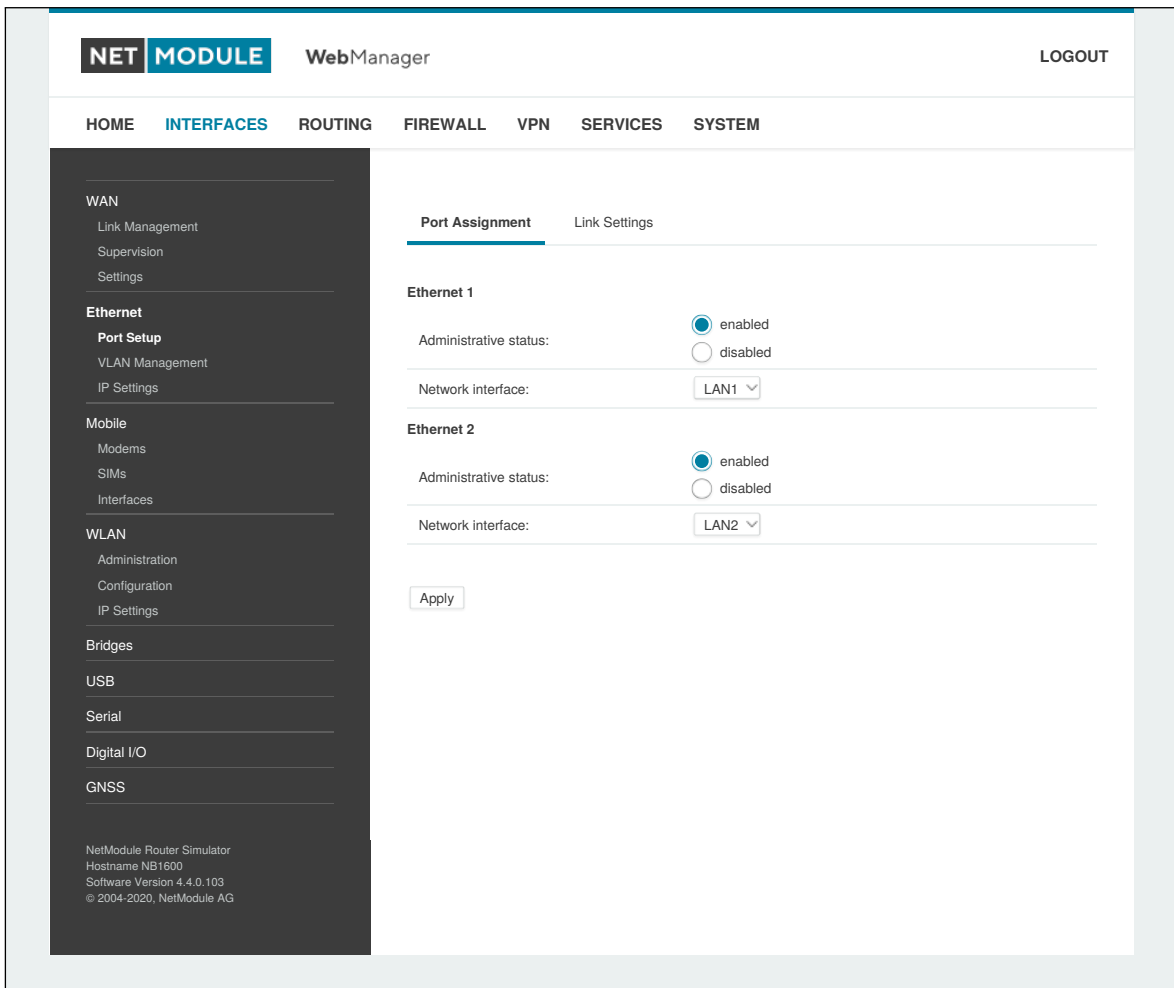 NET MODULE WebManager LOGOUT
HOME INTERFACES ROUTING FIREWALL VPN SERVICES SYSTEM
WAN
Link Management
Supervision
Settings
Ethernet
Port Setup
VLAN Management
IP Settings
Mobile
Modems
SIMs
Interfaces
WLAN
Administration
Configuration
IP Settings
Bridges
USB
Serial
Digital I/O
GNSS
NetModule Router Simulator
Hostname NB1600
Software Version 4.4.0.103
© 2004-2020, NetModule AG
Port Assignment Link Settings
Ethernet 1
Administrative status:
enabled
disabled
Network interface: LAN1
Ethernet 2
Administrative status:
enabled
disabled
Network interface: LAN2
Apply